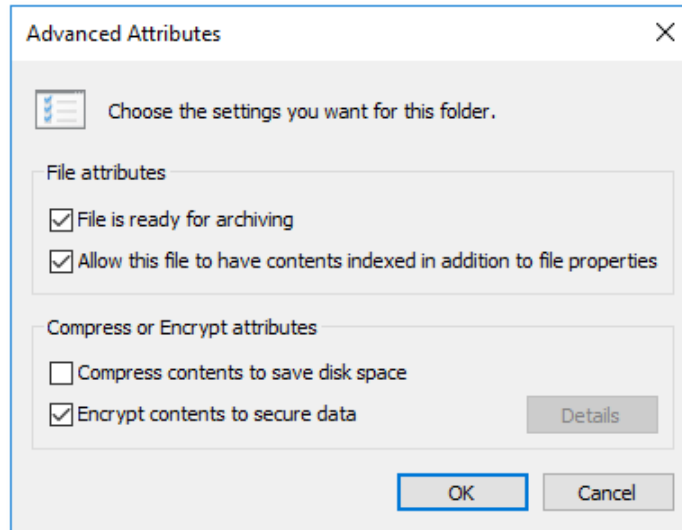 Advanced Attributes
Choose the settings you want for this folder.
File attributes
File is ready for archiving
Allow this file to have contents indexed in addition to file properties
Compress or Encrypt attributes
Compress contents to save disk space
Encrypt contents to secure data
Details
OK
Cancel